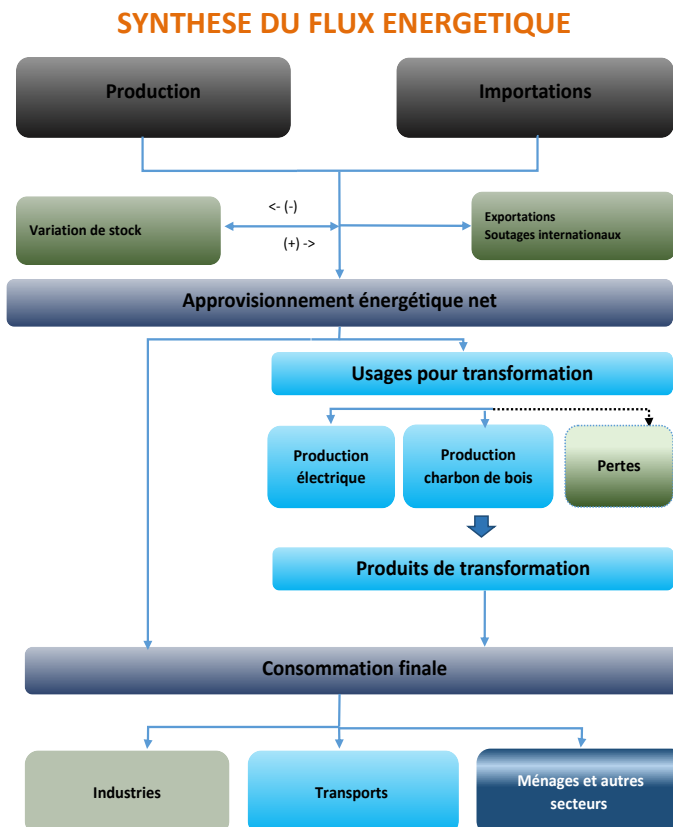 SYNTHESE DU FLUX ENERGETIQUE
Production
Importations
<- (-)
Variation de stock
(+) ->
Exportations
Soutages internationaux
Approvisionnement énergétique net
Usages pour transformation
Production
électrique
Production
charbon de bois
Pertes
Produits de transformation
Consommation finale
Industries
Transports
Ménages et autres
secteurs